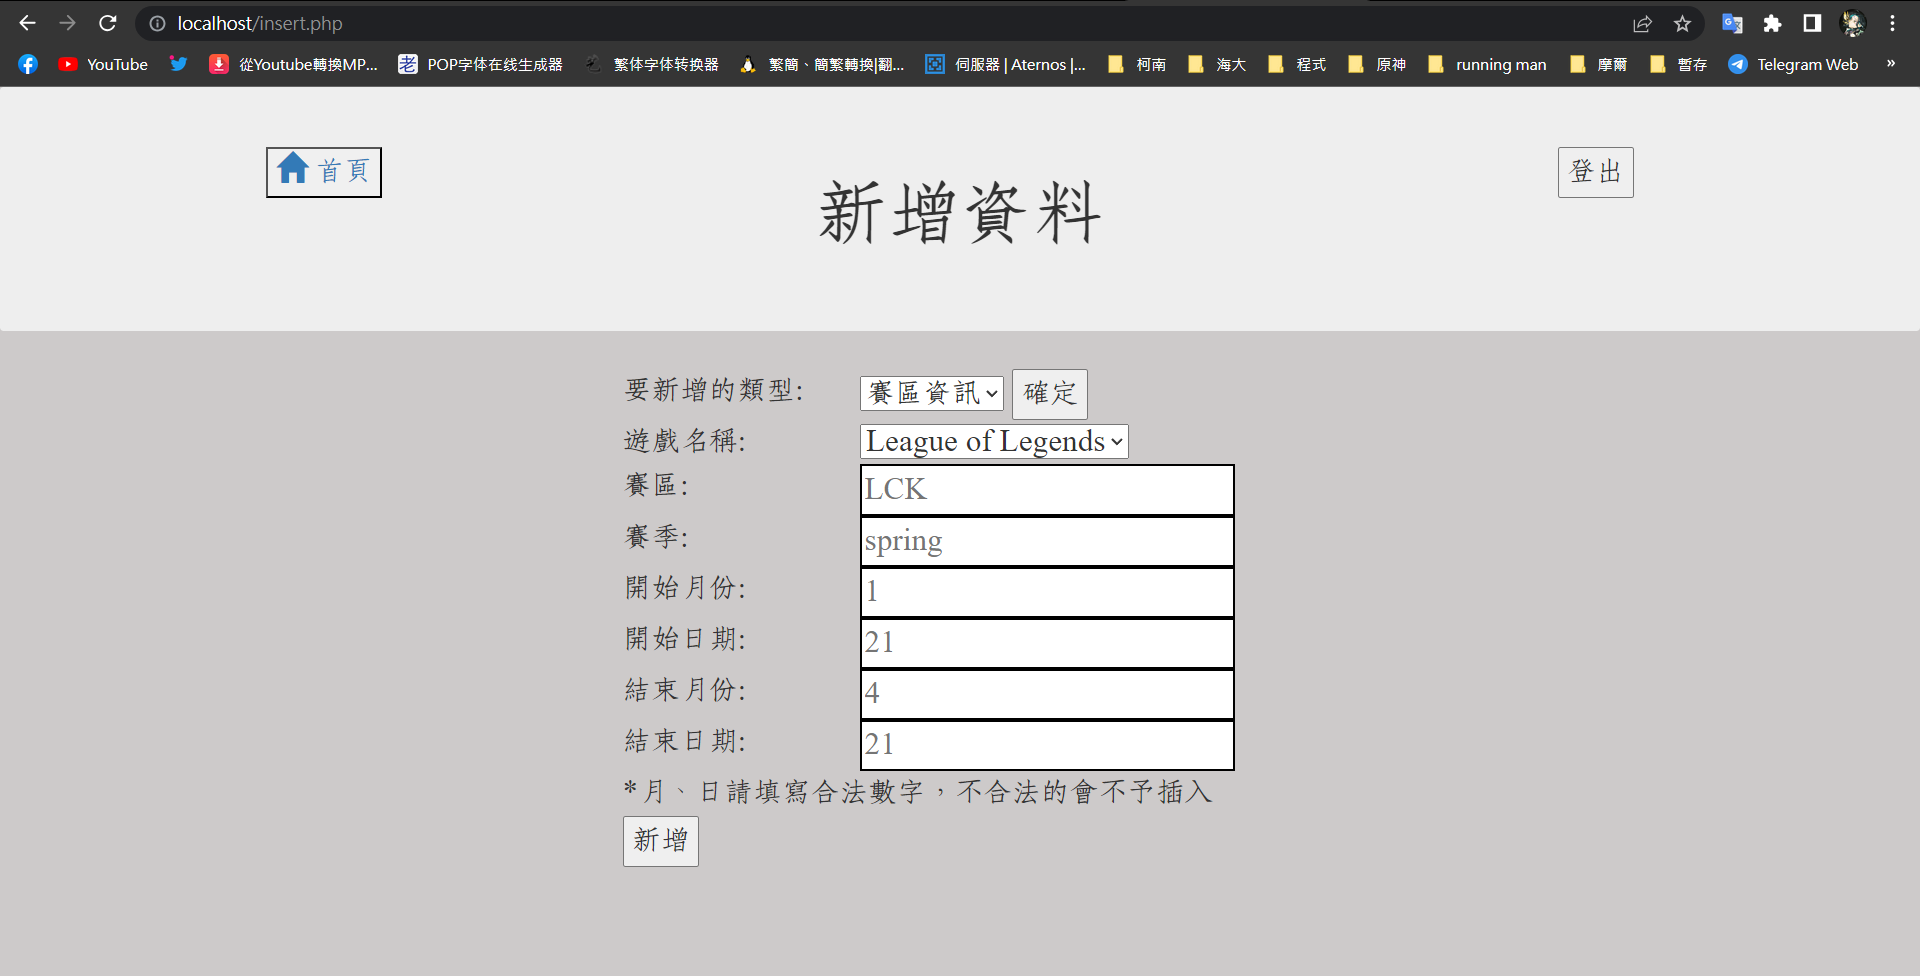 localhost/insert.php
YouTube 從Youtube轉換MP... POP字体在线生成器 繁体字体转换器 繁簡、簡繁轉換|翻... 伺服器 | Aternos |... 柯南 海大 程式 原神 running man 摩爾 暫存 Telegram Web »
首頁
登出
新增資料
要新增的類型: 賽區資訊 確定
遊戲名稱: League of Legends
賽區: LCK
賽季: spring
開始月份: 1
開始日期: 21
結束月份: 4
結束日期: 21
*月、日請填寫合法數字，不合法的會不予插入
新增